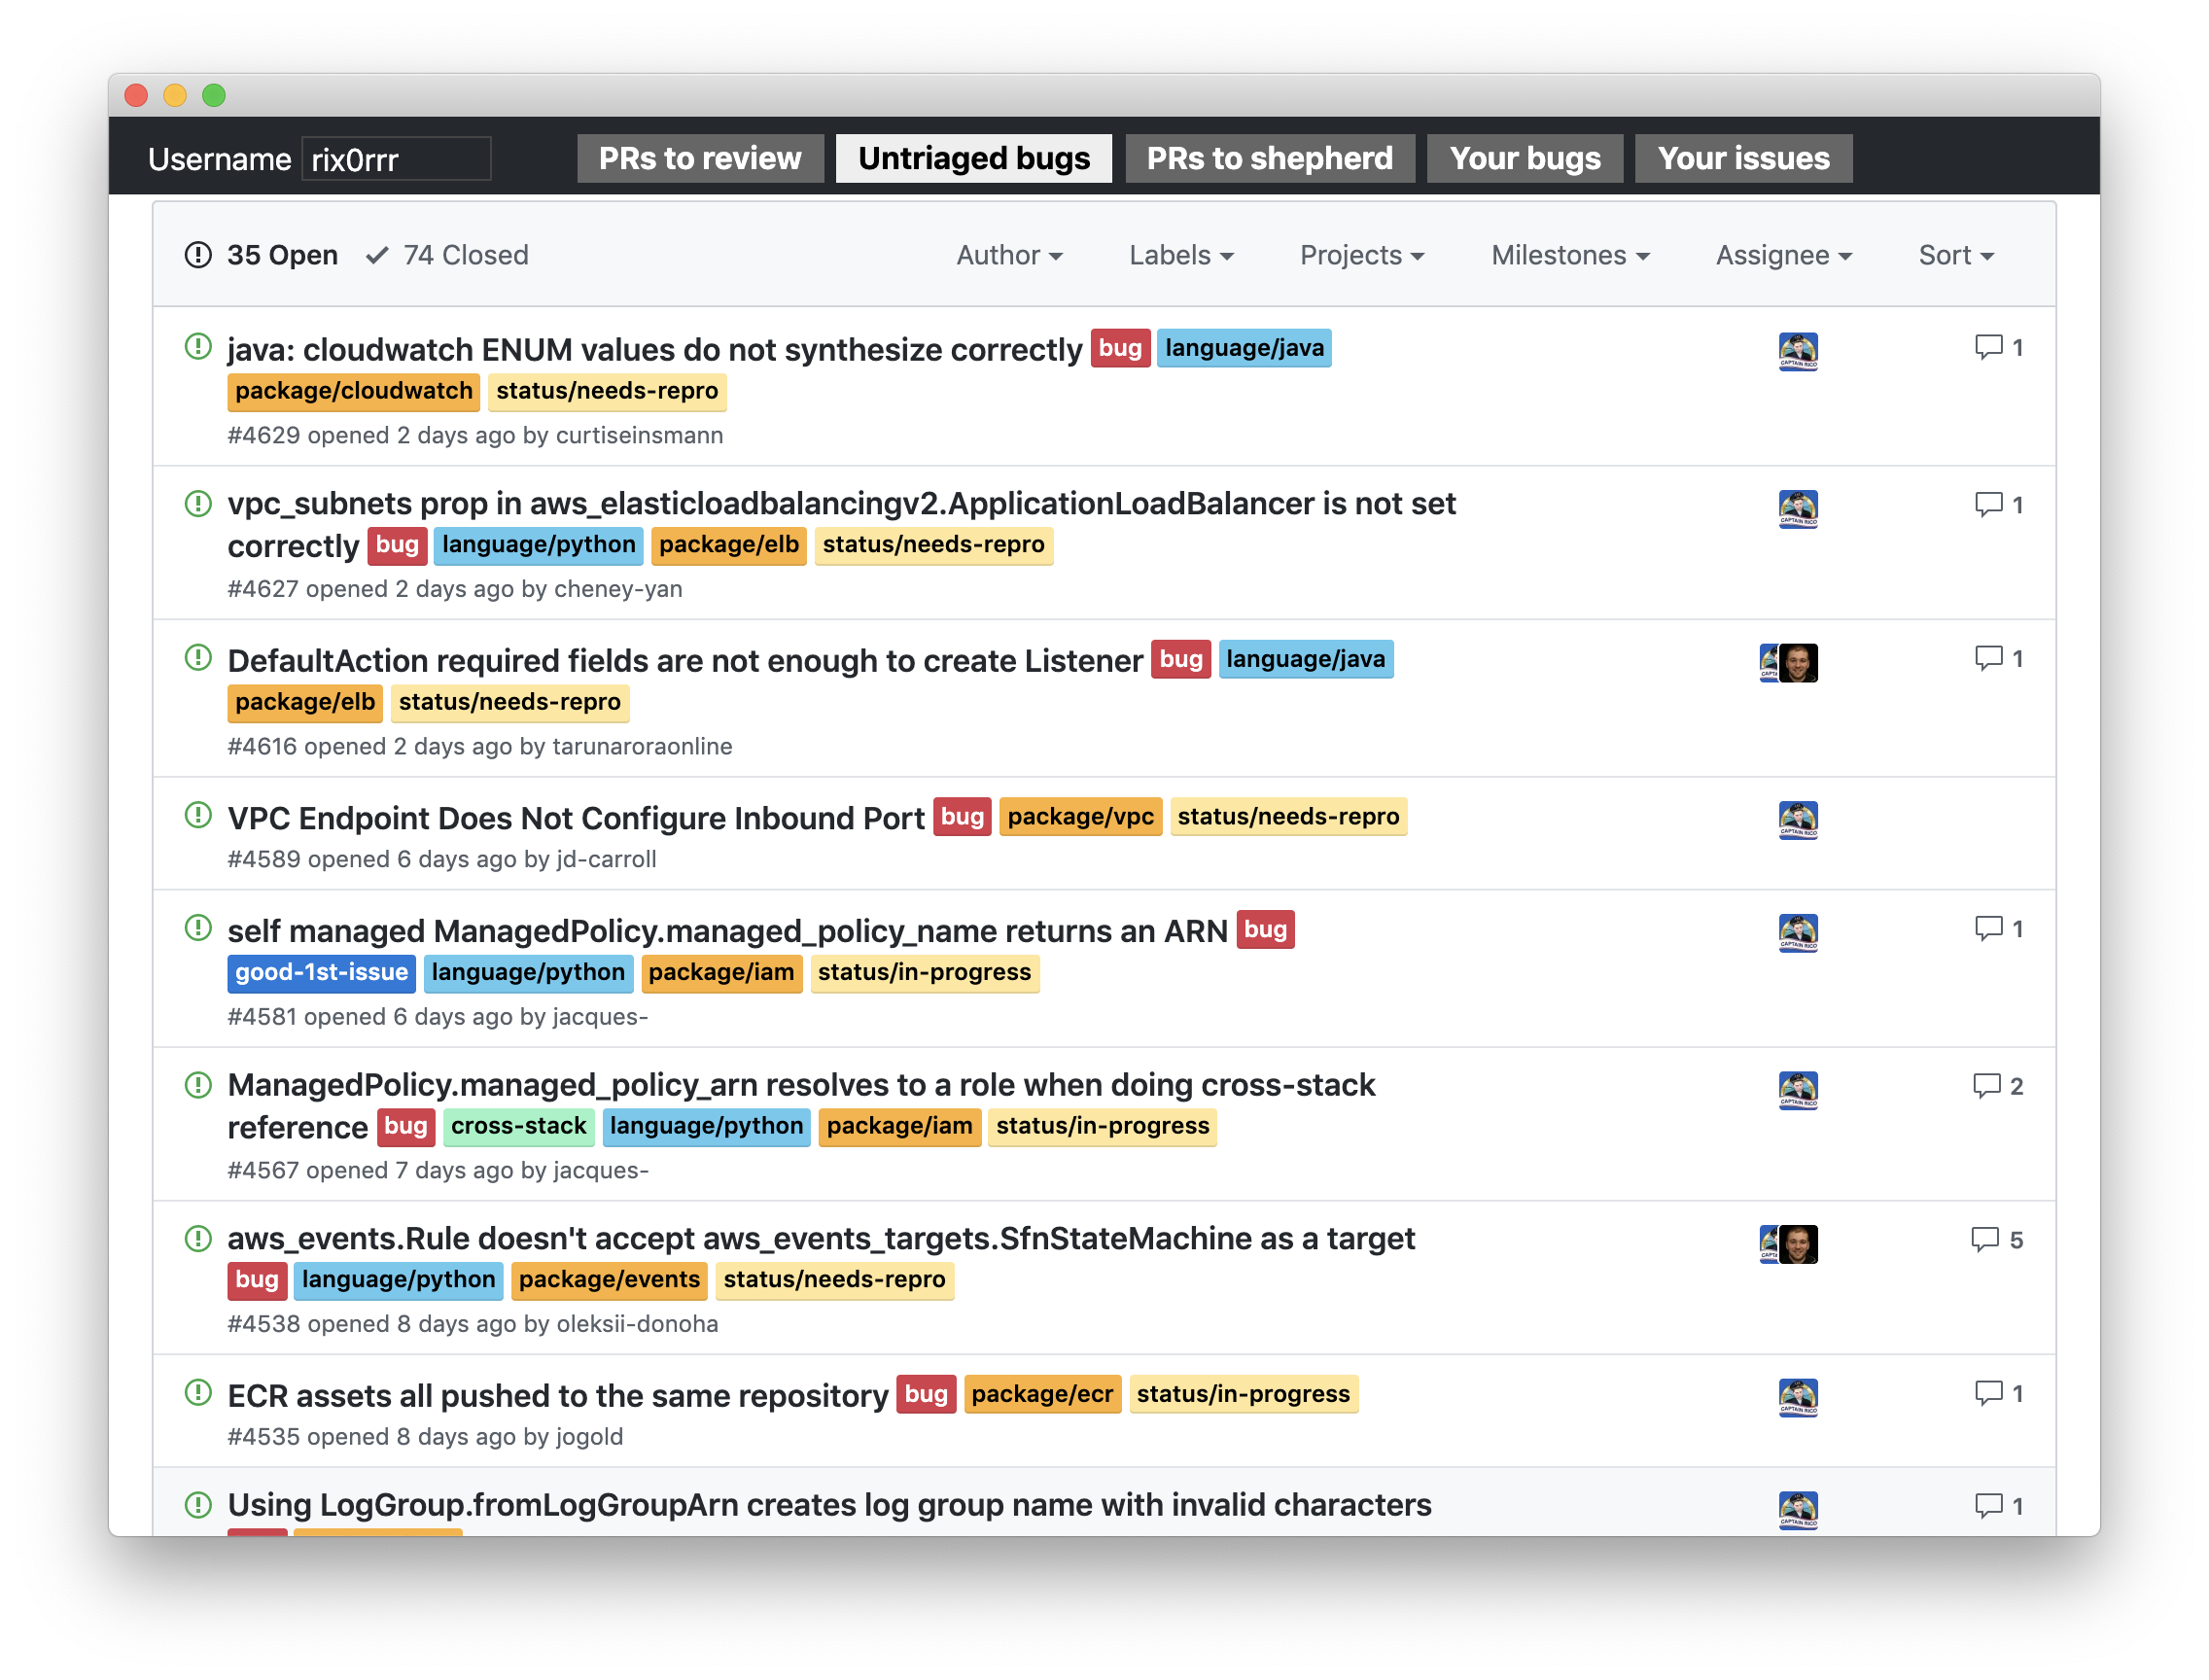 Username rix0rrr PRs to review Untriaged bugs PRs to shepherd Your bugs Your issues
35 Open 74 Closed Author Labels Projects Milestones Assignee Sort
java: cloudwatch ENUM values do not synthesize correctly bug language/java 1
package/cloudwatch status/needs-repro
#4629 opened 2 days ago by curtiseinsmann
vpc_subnets prop in aws_elasticloadbalancingv2.ApplicationLoadBalancer is not set 1
correctly bug language/python package/elb status/needs-repro
#4627 opened 2 days ago by cheney-yan
DefaultAction required fields are not enough to create Listener bug language/java 1
package/elb status/needs-repro
#4616 opened 2 days ago by tarunaroraonline
VPC Endpoint Does Not Configure Inbound Port bug package/vpc status/needs-repro
#4589 opened 6 days ago by jd-carroll
self managed ManagedPolicy.managed_policy_name returns an ARN bug 1
good-1st-issue language/python package/iam status/in-progress
#4581 opened 6 days ago by jacques-
ManagedPolicy.managed_policy_arn resolves to a role when doing cross-stack 2
reference bug cross-stack language/python package/iam status/in-progress
#4567 opened 7 days ago by jacques-
aws_events.Rule doesn't accept aws_events_targets.SfnStateMachine as a target 5
bug language/python package/events status/needs-repro
#4538 opened 8 days ago by oleksii-donoha
ECR assets all pushed to the same repository bug package/ecr status/in-progress 1
#4535 opened 8 days ago by jogold
Using LogGroup.fromLogGroupArn creates log group name with invalid characters 1